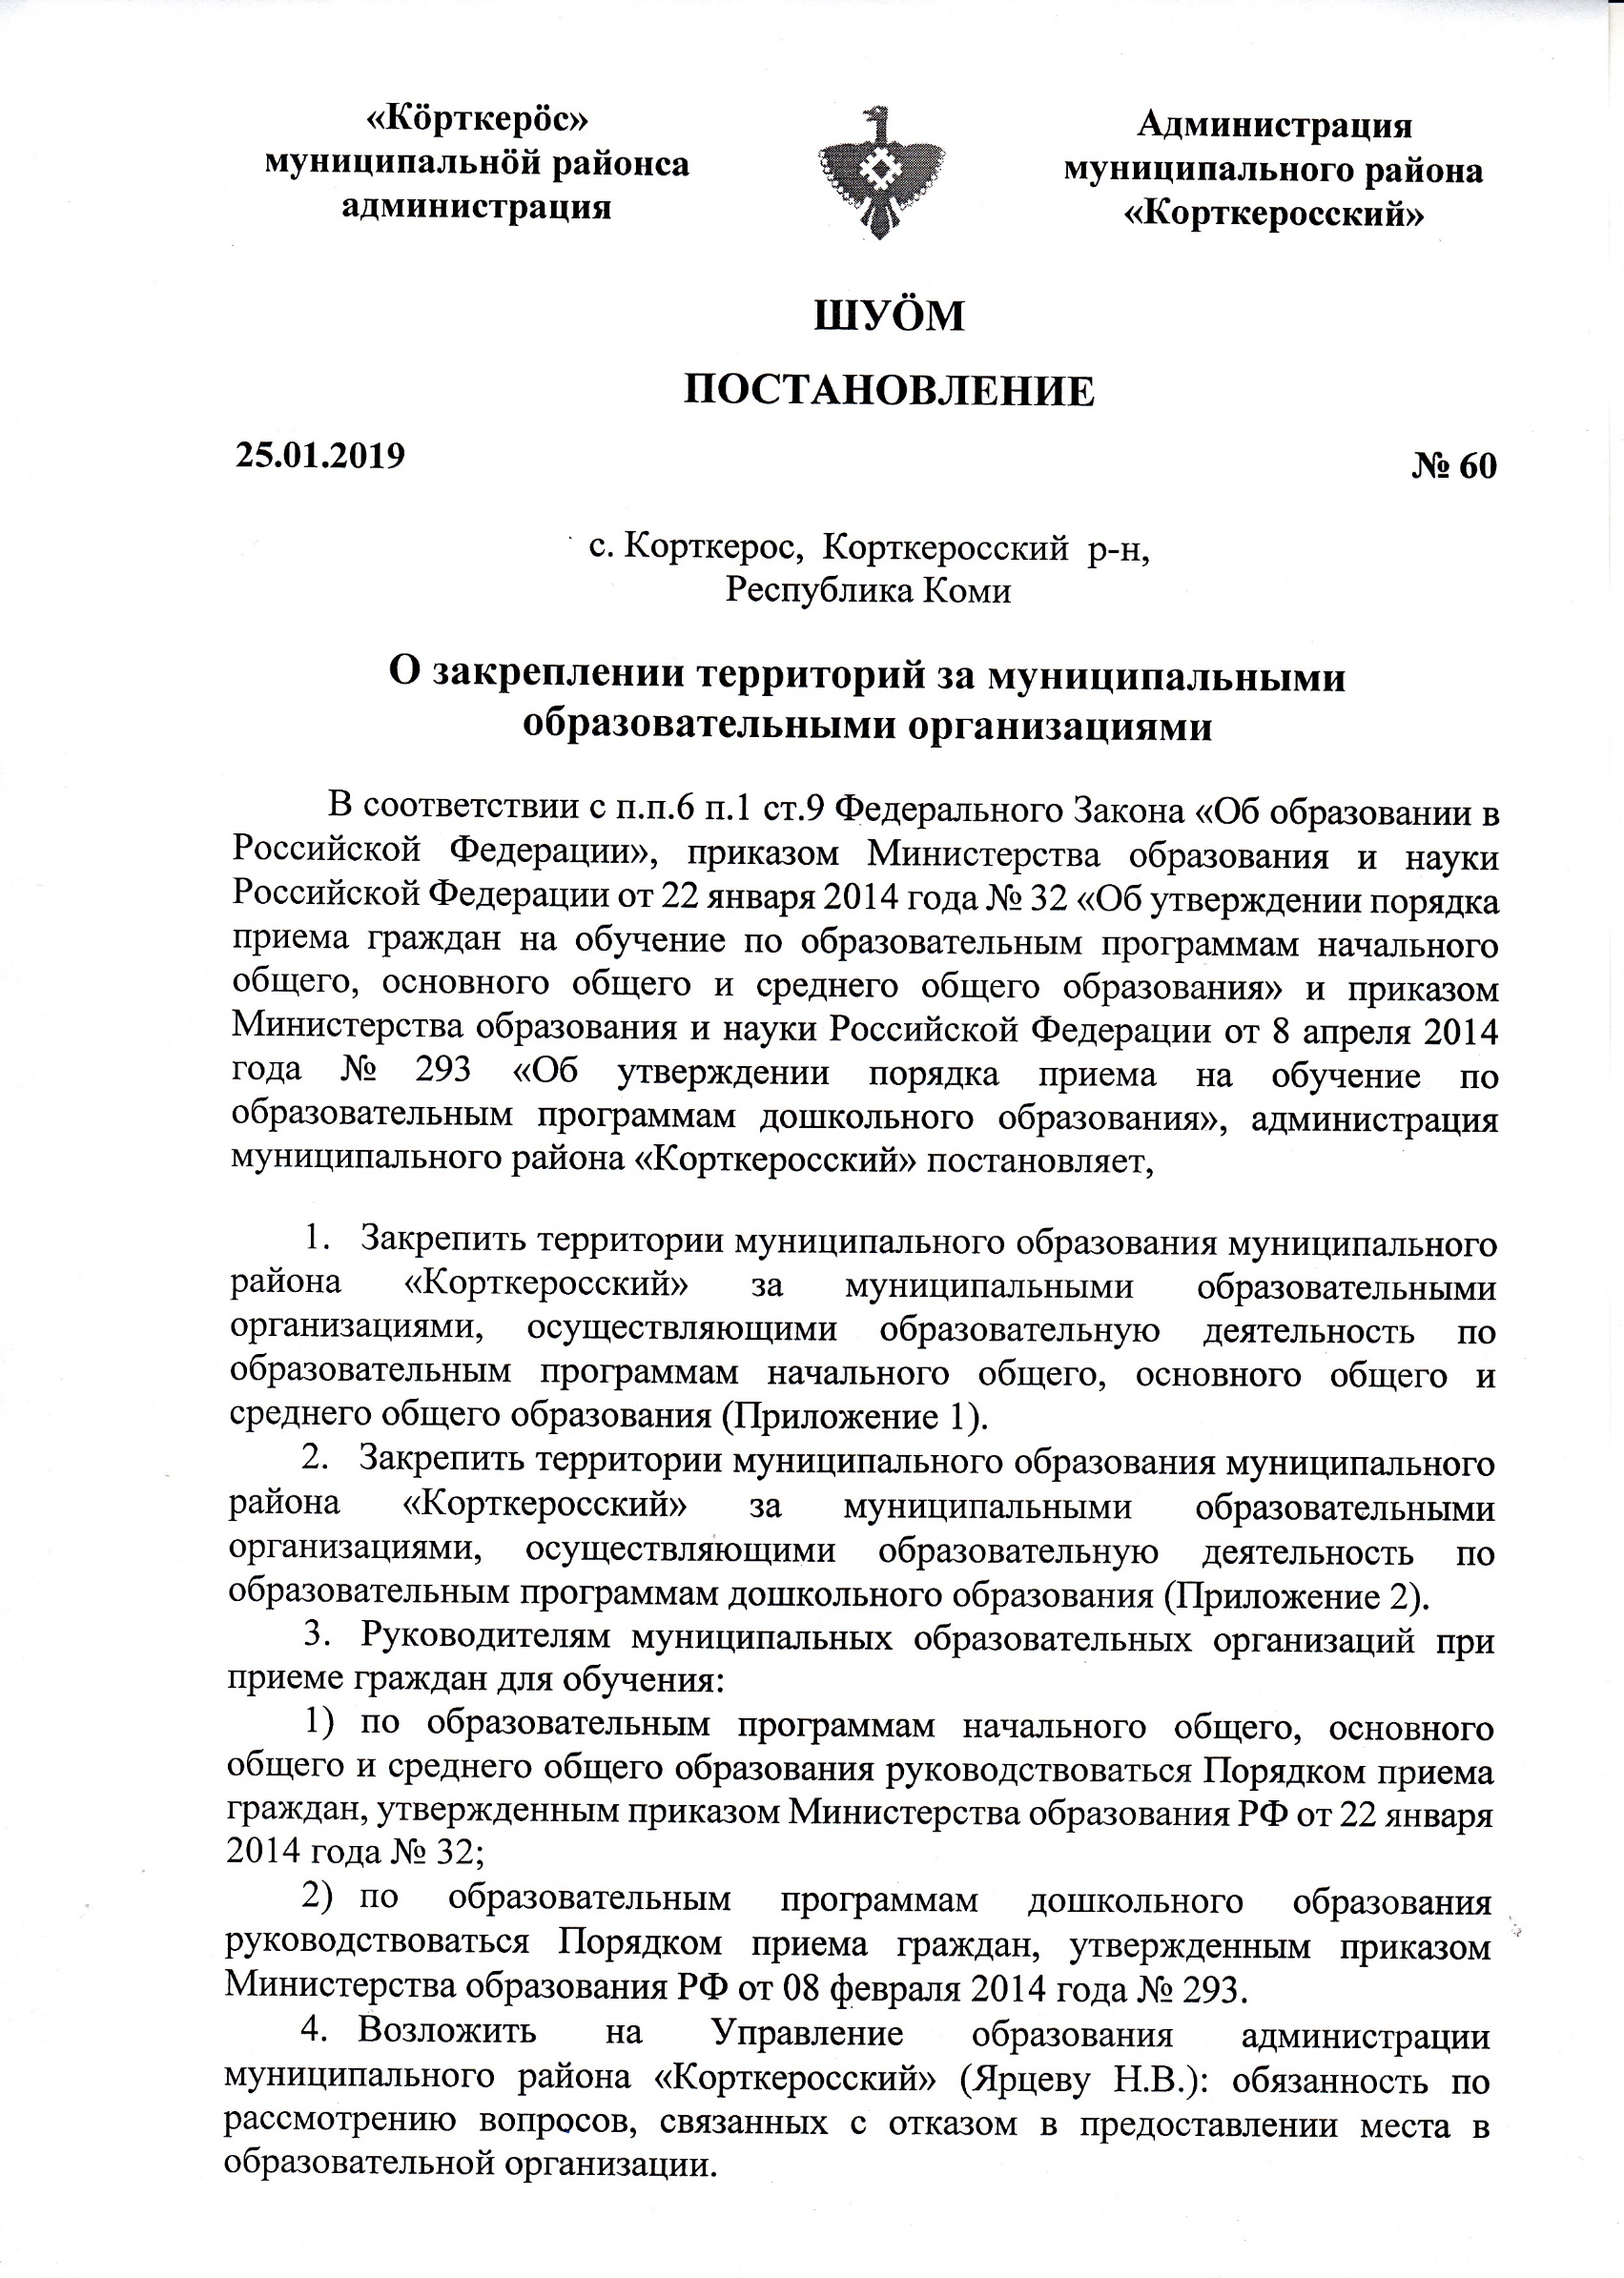 «Кöрткерöс»
муниципальнöй районса
администрация
Администрация
муниципального района
«Корткеросский»
ШУÖМ
ПОСТАНОВЛЕНИЕ
25.01.2019
№ 60
с. Корткерос, Корткеросский р-н,
Республика Коми
О закреплении территорий за муниципальными
образовательными организациями
В соответствии с п.п.6 п.1 ст.9 Федерального Закона «Об образовании в
Российской Федерации», приказом Министерства образования и науки
Российской Федерации от 22 января 2014 года № 32 «Об утверждении порядка
приема граждан на обучение по образовательным программам начального
общего, основного общего и среднего общего образования» и приказом
Министерства образования и науки Российской Федерации от 8 апреля 2014
года № 293 «Об утверждении порядка приема на обучение по
образовательным программам дошкольного образования», администрация
муниципального района «Корткеросский» постановляет,
1. Закрепить территории муниципального образования муниципального
района «Корткеросский» за муниципальными образовательными
организациями, осуществляющими образовательную деятельность по
образовательным программам начального общего, основного общего и
среднего общего образования (Приложение 1).
2. Закрепить территории муниципального образования муниципального
района «Корткеросский» за муниципальными образовательными
организациями, осуществляющими образовательную деятельность по
образовательным программам дошкольного образования (Приложение 2).
3. Руководителям муниципальных образовательных организаций при
приеме граждан для обучения:
1) по образовательным программам начального общего, основного
общего и среднего общего образования руководствоваться Порядком приема
граждан, утвержденным приказом Министерства образования РФ от 22 января
2014 года № 32;
2) по образовательным программам дошкольного образования
руководствоваться Порядком приема граждан, утвержденным приказом
Министерства образования РФ от 08 февраля 2014 года № 293.
4. Возложить на Управление образования администрации
муниципального района «Корткеросский» (Ярцеву Н.В.): обязанность по
рассмотрению вопросов, связанных с отказом в предоставлении места в
образовательной организации.